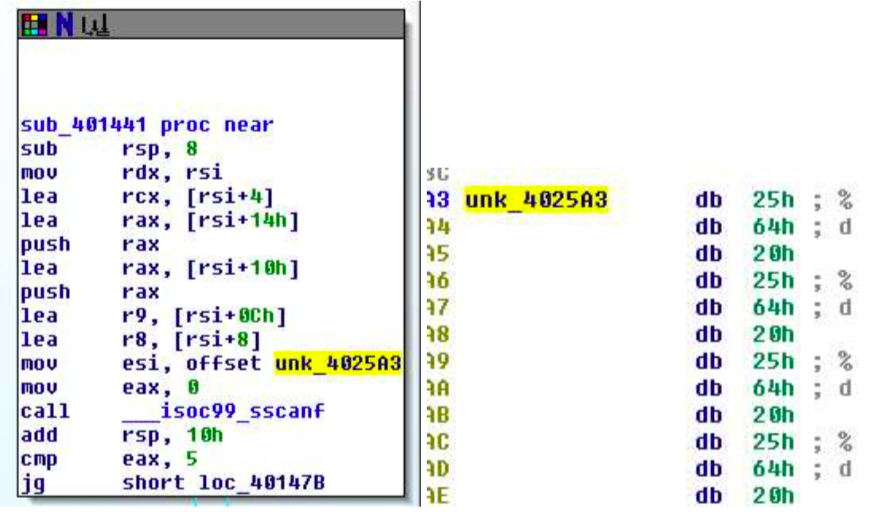 N
sub_401441 proc near
sub rsp, 8
mov rdx, rsi
lea rcx, [rsi+4]
lea rax, [rsi+14h]
push rax
lea rax, [rsi+10h]
push rax
lea r9, [rsi+0Ch]
lea r8, [rsi+8]
mov esi, offset unk_4025A3
mov eax, 0
call ___isoc99_sscanf
add rsp, 10h
cmp eax, 5
jg short loc_40147B
A3 unk_4025A3 db 25h ; %
A4 db 64h ; d
A5 db 20h
A6 db 25h ; %
A7 db 64h ; d
A8 db 20h
A9 db 25h ; %
AA db 64h ; d
AB db 20h
AC db 25h ; %
AD db 64h ; d
AE db 20h